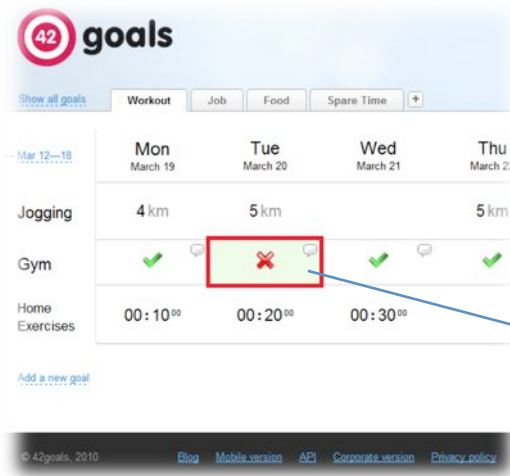 42 goals
Show all goals Workout Job Food Spare Time +
Mar 12—18 Mon Tue Wed Thu
March 19 March 20 March 21 March
Jogging 4 km 5 km 5 km
Gym
Home
Exercises 00:10 00 00:20 00 00:30 00
Add a new goal
© 42goals, 2010 Blog Mobile version API Corporate version Privacy policy